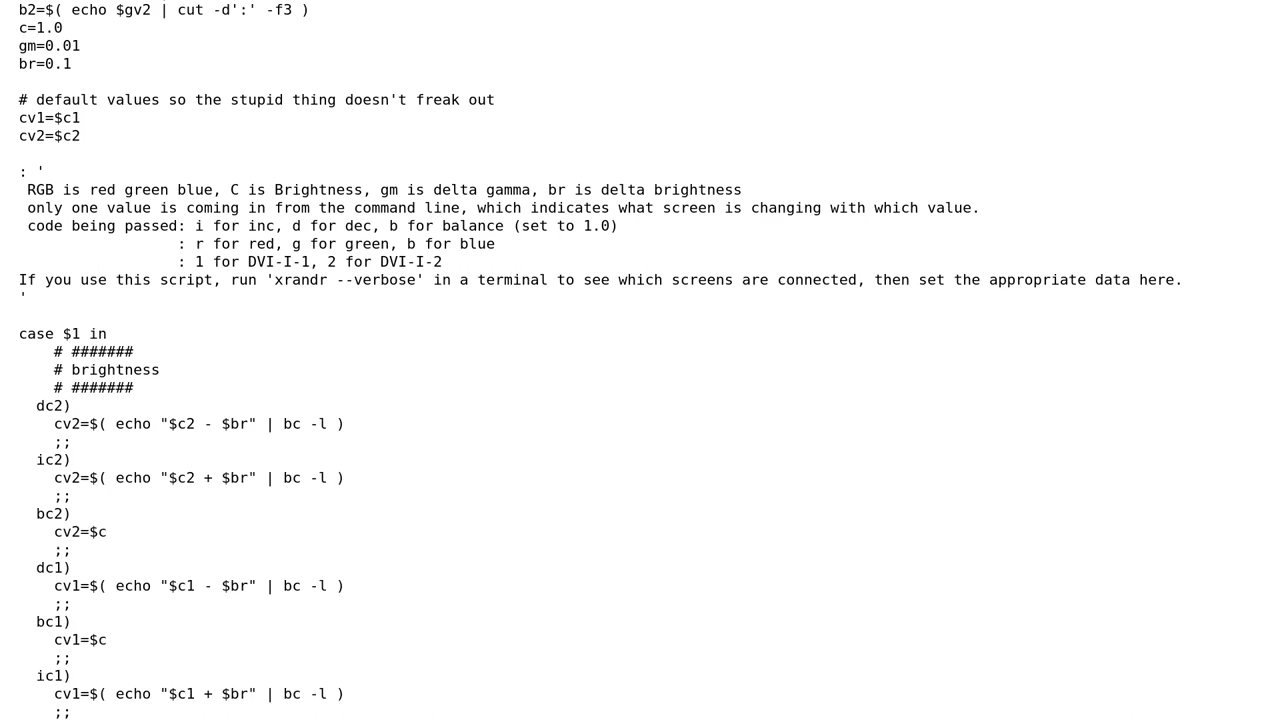 b2=$( echo $gv2 | cut -d':' -f3 )
c=1.0
gm=0.01
br=0.1

# default values so the stupid thing doesn't freak out
cv1=$c1
cv2=$c2

: '
 RGB is red green blue, C is Brightness, gm is delta gamma, br is delta brightness
 only one value is coming in from the command line, which indicates what screen is changing with which value.
 code being passed: i for inc, d for dec, b for balance (set to 1.0)
                  : r for red, g for green, b for blue
                  : 1 for DVI-I-1, 2 for DVI-I-2
If you use this script, run 'xrandr --verbose' in a terminal to see which screens are connected, then set the appropriate data here.
'

case $1 in
    # #######
    # brightness
    # #######
  dc2)
    cv2=$( echo "$c2 - $br" | bc -l )
    ;;
  ic2)
    cv2=$( echo "$c2 + $br" | bc -l )
    ;;
  bc2)
    cv2=$c
    ;;
  dc1)
    cv1=$( echo "$c1 - $br" | bc -l )
    ;;
  bc1)
    cv1=$c
    ;;
  ic1)
    cv1=$( echo "$c1 + $br" | bc -l )
    ;;